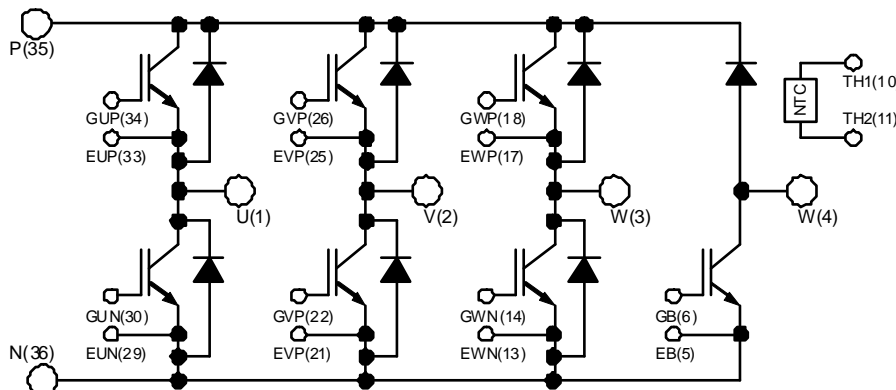 P(35)
GUP(34)
EUP(33)
U(1)
GUN(30)
EUN(29)
N(36)
GVP(26)
EVP(25)
V(2)
GVP(22)
EVP(21)
GWP(18)
EWP(17)
W(3)
GWN(14)
EWN(13)
W(4)
GB(6)
EB(5)
NTC
TH1(10
TH2(11)